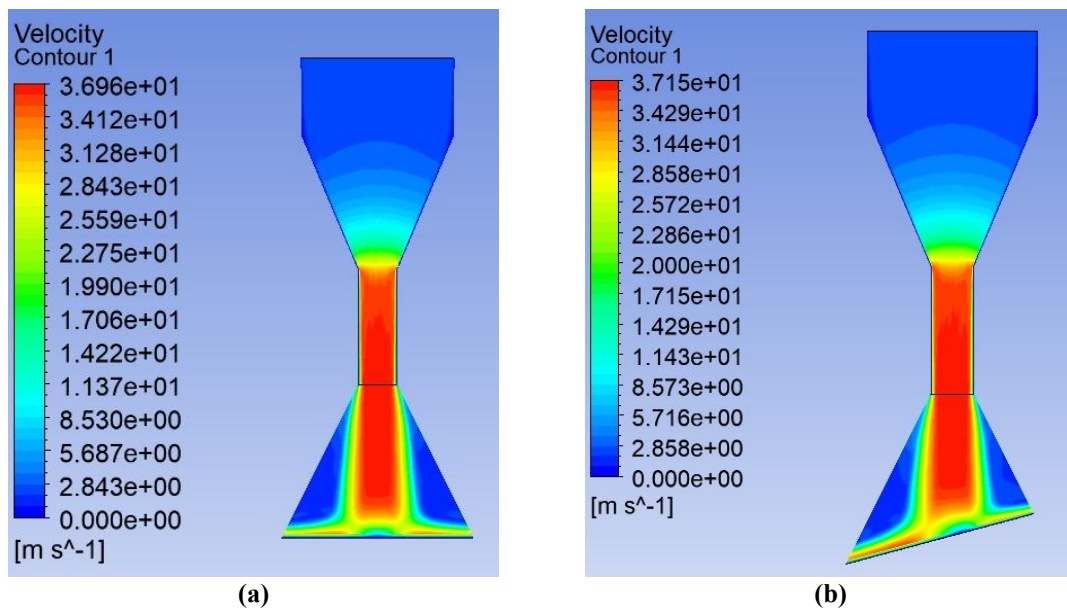 Velocity
Contour 1
3.696e+01
3.412e+01
3.128e+01
2.843e+01
2.559e+01
2.275e+01
1.990e+01
1.706e+01
1.422e+01
1.137e+01
8.530e+00
5.687e+00
2.843e+00
0.000e+00
[m s^-1]
(a)
Velocity
Contour 1
3.715e+01
3.429e+01
3.144e+01
2.858e+01
2.572e+01
2.286e+01
2.000e+01
1.715e+01
1.429e+01
1.143e+01
8.573e+00
5.716e+00
2.858e+00
0.000e+00
[m s^-1]
(b)